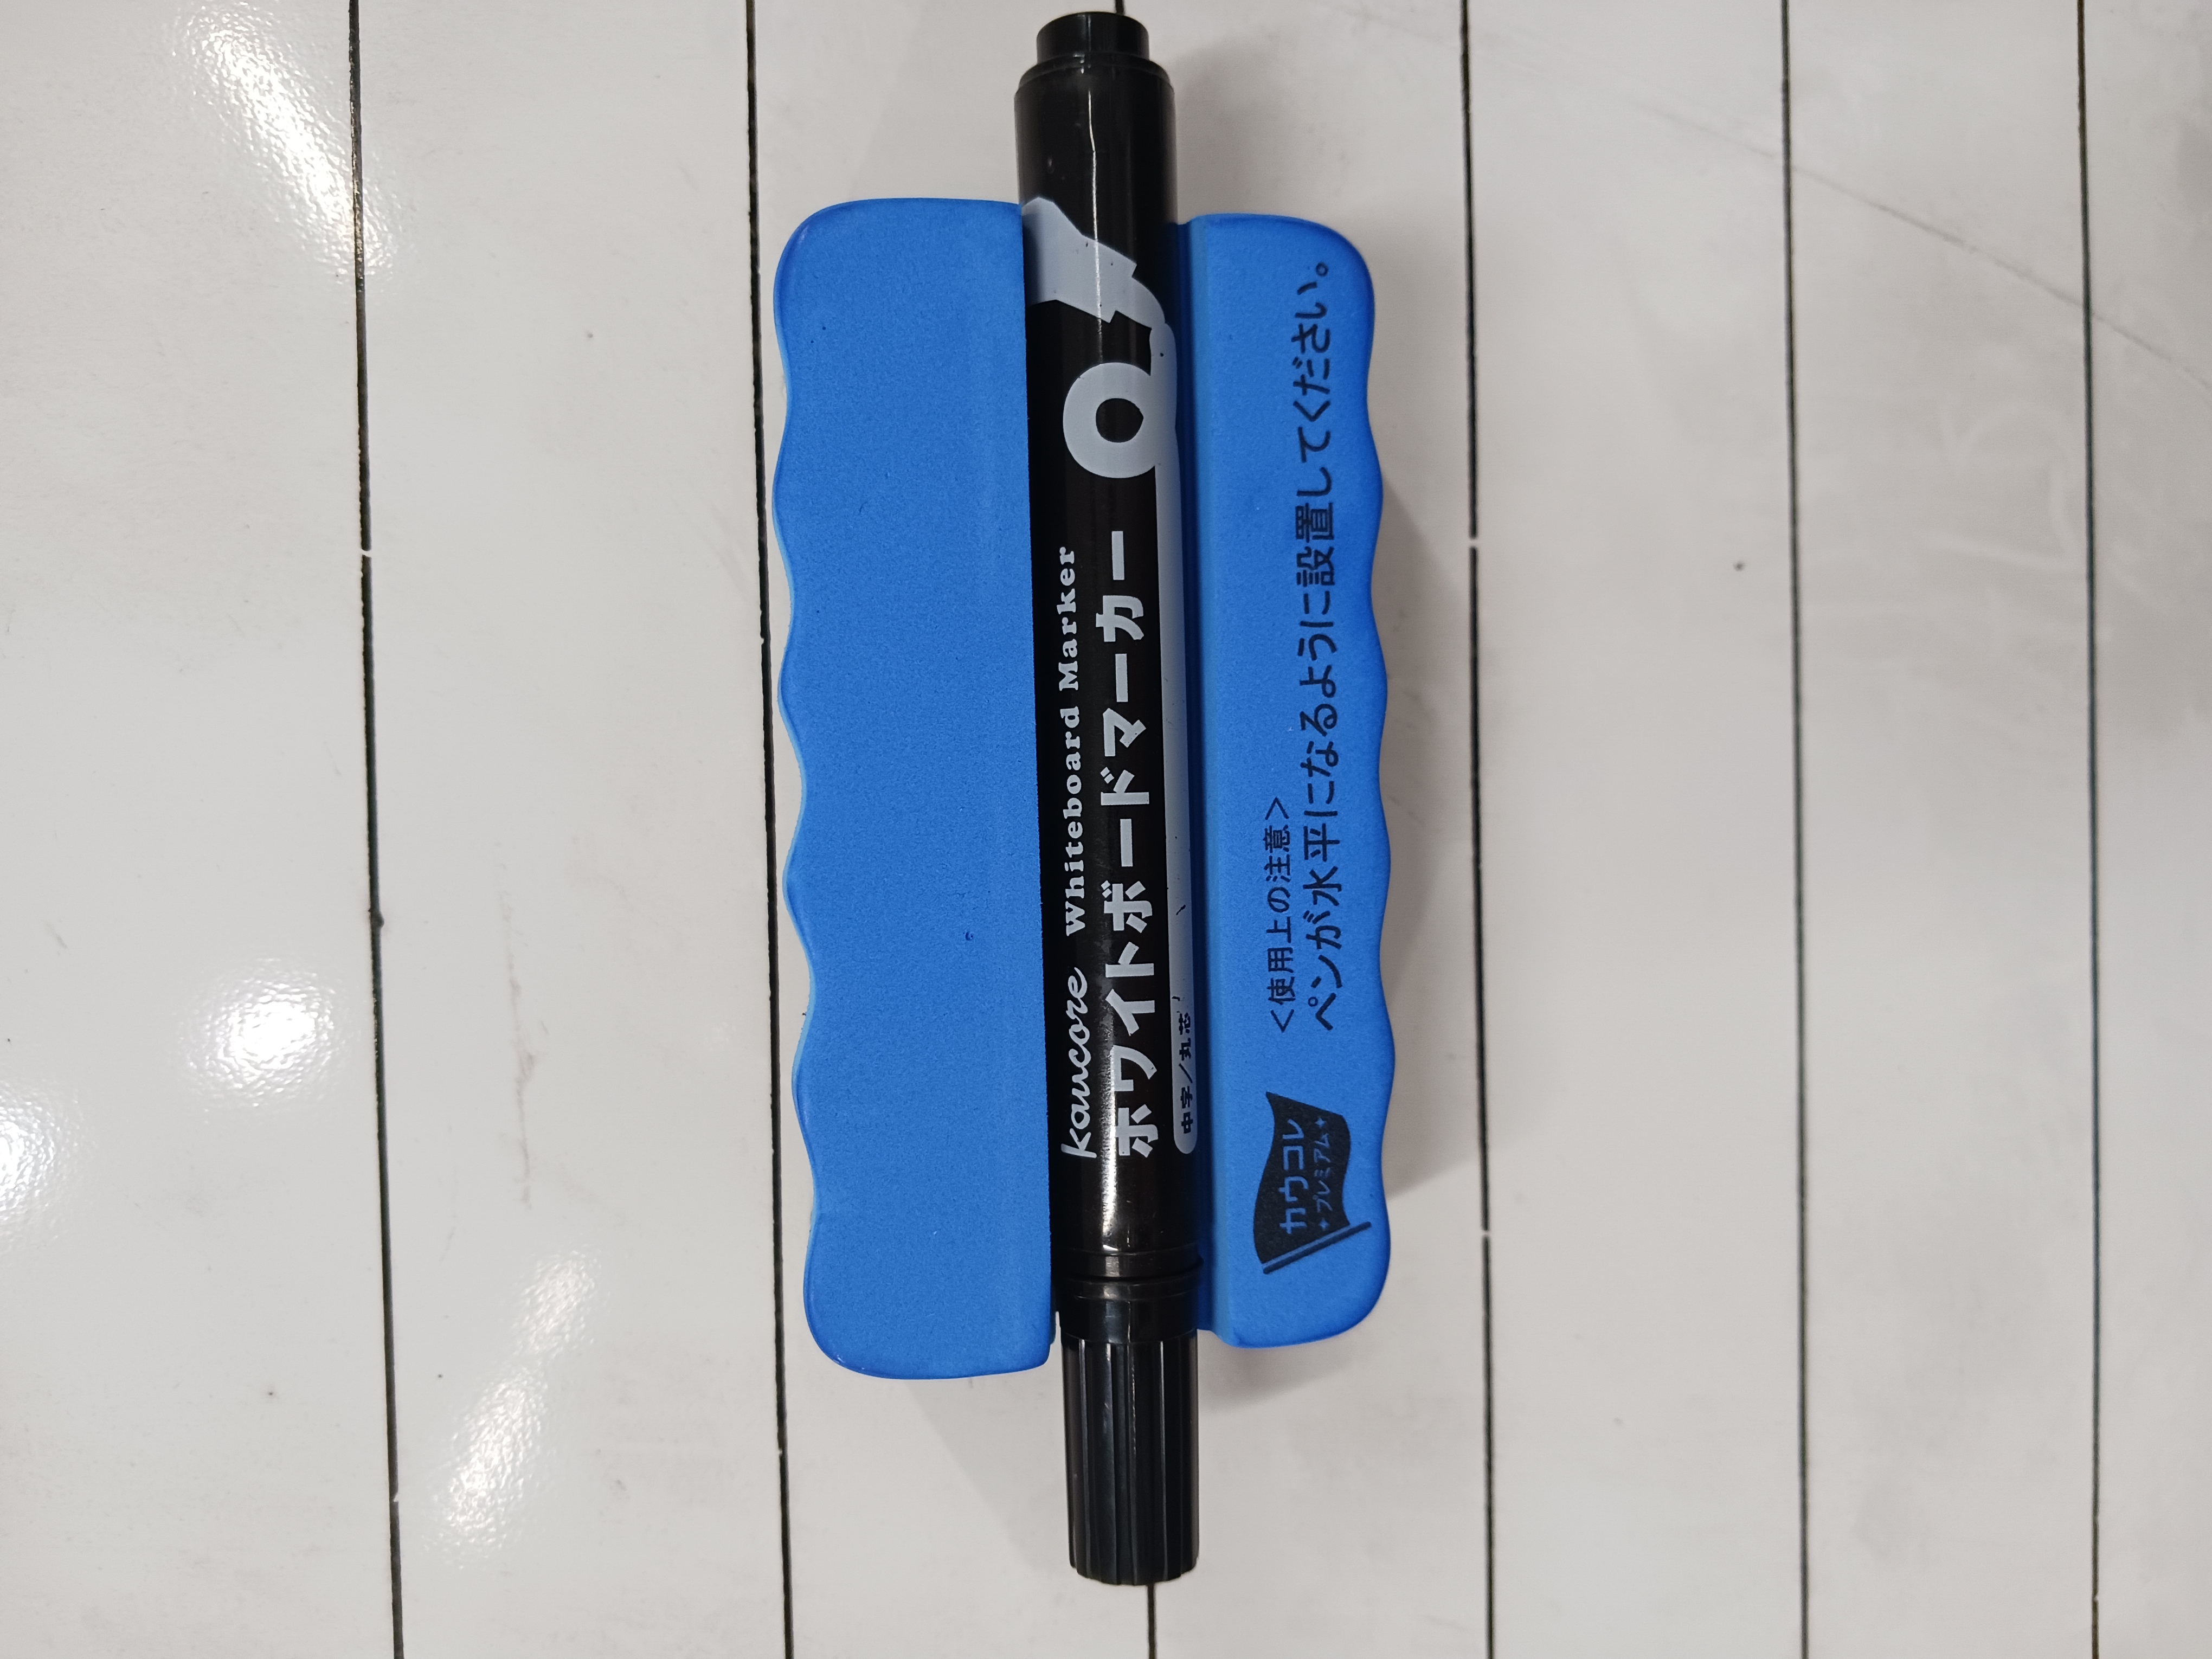 kaucore Whiteboard Marker
ホワイトボードマーカー
中字/丸芯
<使用上の注意>
ペンが水平になるように設置してください。
カウコレ
プレミアム